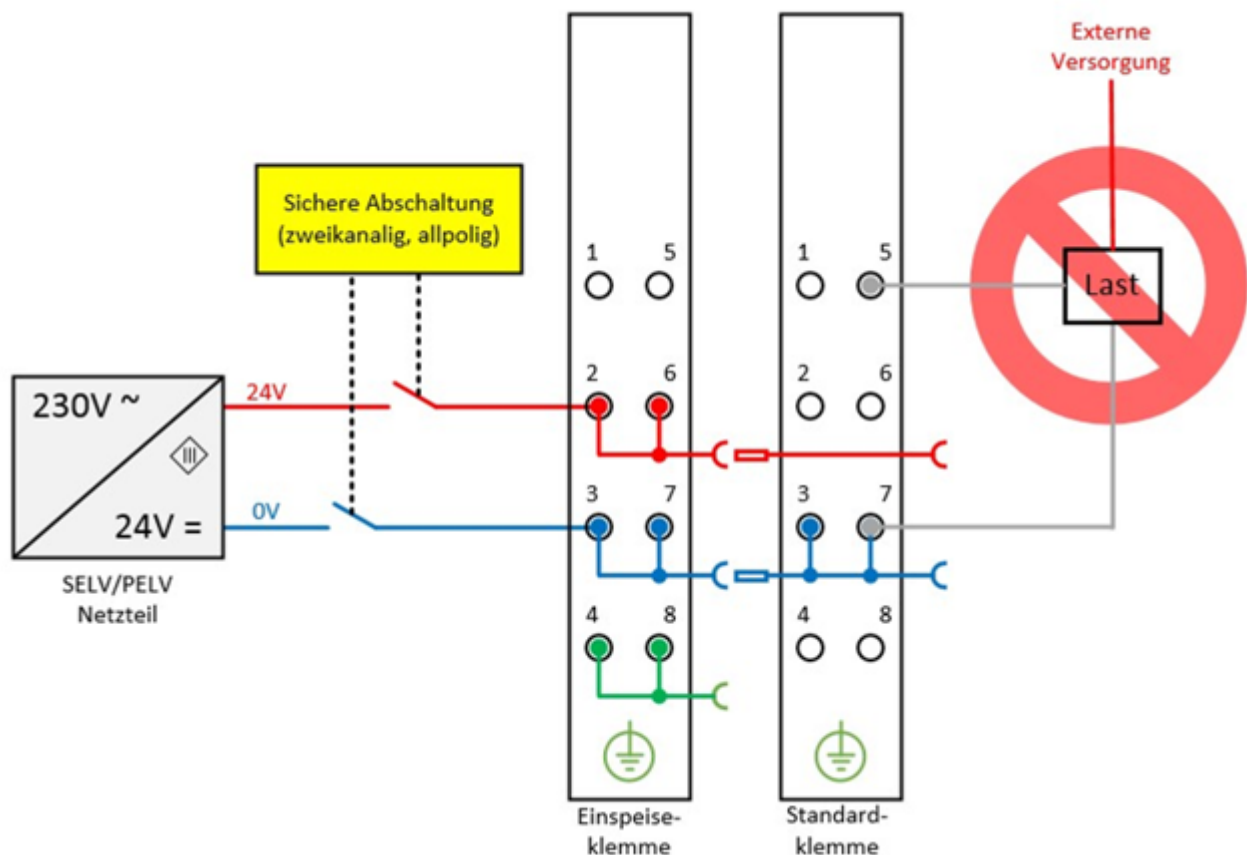 Externe
Versorgung
Sichere Abschaltung
(zweikanalig, allpolig)
1 5
1 5
Last
2 6
2 6
24V
230V ~
III
24V =
0V
3 7
3 7
SELV/PELV
Netzteil
4 8
4 8
Einspeise-
klemme
Standard-
klemme